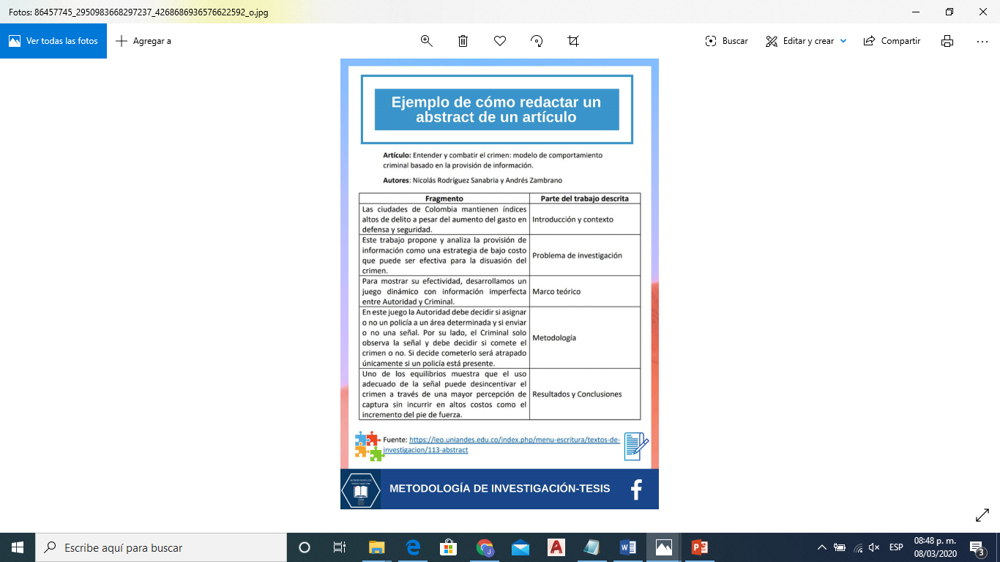 Fotos: 86457745_2950983668297237_4268686936576622592_o.jpg
Ver todas las fotos
Agregar a
Buscar
Editar y crear
Compartir
Ejemplo de cómo redactar un
abstract de un artículo
Artículo: Entender y combatir el crimen: modelo de comportamiento
criminal basado en la provisión de información.
Autores: Nicolás Rodríguez Sanabria y Andrés Zambrano
Fragmento
Parte del trabajo descrita
Las ciudades de Colombia mantienen índices
altos de delito a pesar del aumento del gasto en
defensa y seguridad.
Introducción y contexto
Este trabajo propone y analiza la provisión de
información como una estrategia de bajo costo
que puede ser efectiva para la disuasión del
crimen.
Problema de investigación
Para mostrar su efectividad, desarrollamos un
juego dinámico con información imperfecta
entre Autoridad y Criminal.
Marco teórico
En este juego la Autoridad debe decidir si asignar
o no un policía a un área determinada y si enviar
o no una señal. Por su lado, el Criminal solo
observa la señal y debe decidir si comete el
crimen o no. Si decide cometerlo será atrapado
únicamente si un policía está presente.
Metodología
Uno de los equilibrios muestra que el uso
adecuado de la señal puede desincentivar el
crimen a través de una mayor percepción de
captura sin incurrir en altos costos como el
incremento del pie de fuerza.
Resultados y Conclusiones
Fuente: https://leo.uniandes.edu.co/index.php/menu-escritura/textos-de-
investigacion/113-abstract
METODOLOGÍA DE INVESTIGACIÓN-TESIS
Escribe aquí para buscar
ESP
08:48 p. m.
08/03/2020
3